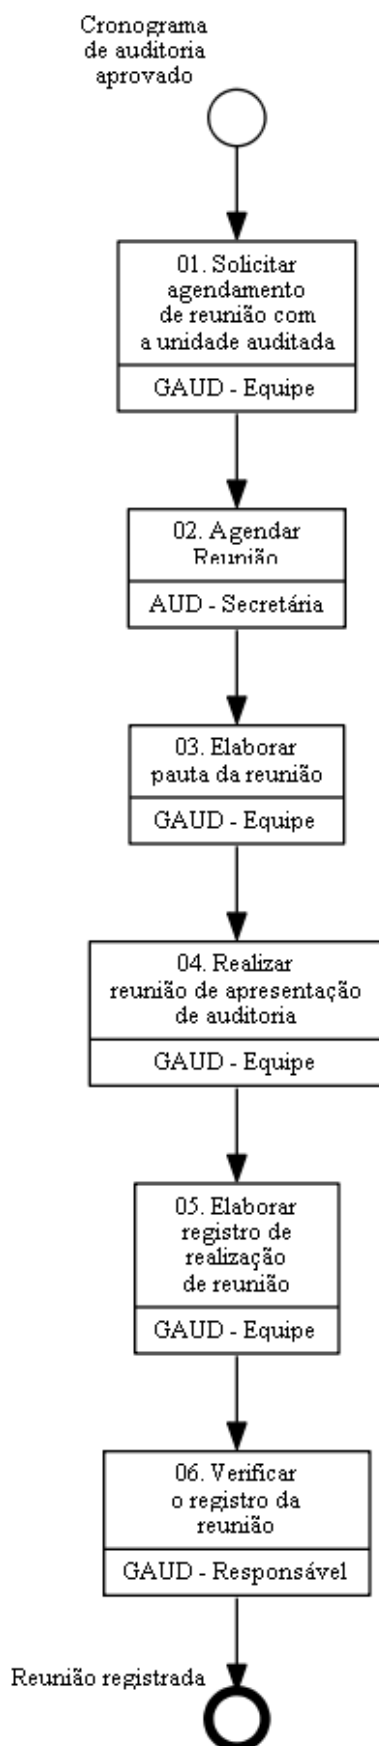 Cronograma
de auditoria
aprovado
01. Solicitar
agendamento
de reunião com
a unidade auditada
GAUD - Equipe
02. Agendar
Reunião
AUD - Secretária
03. Elaborar
pauta da reunião
GAUD - Equipe
04. Realizar
reunião de apresentação
de auditoria
GAUD - Equipe
05. Elaborar
registro de
realização
de reunião
GAUD - Equipe
06. Verificar
o registro da
reunião
GAUD - Responsável
Reunião registrada